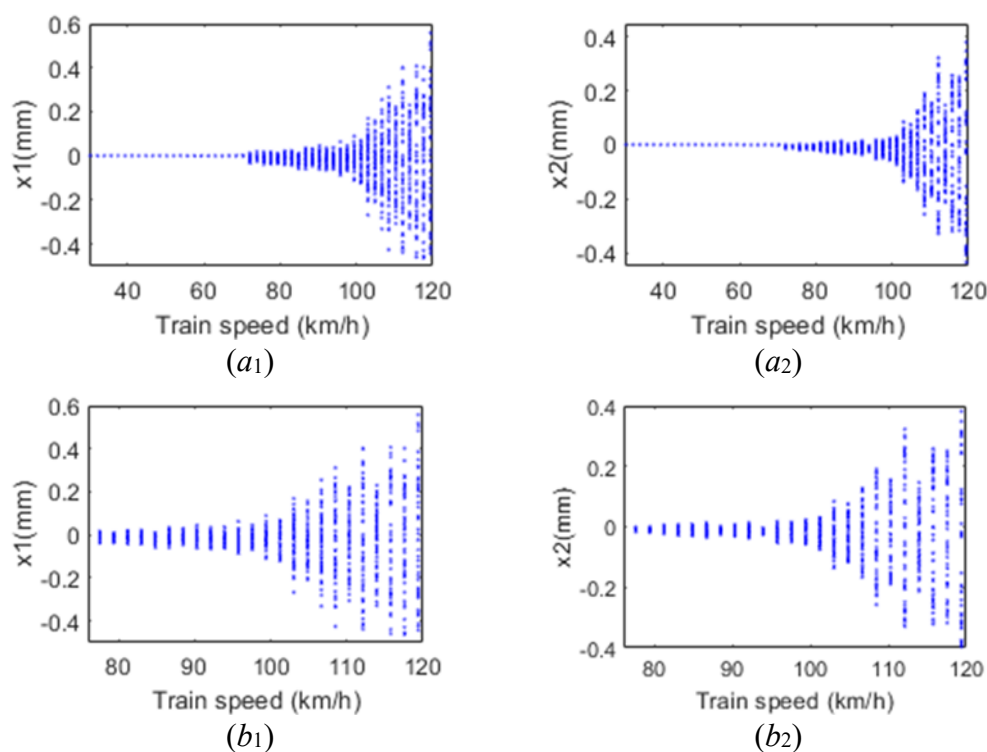 0.6
0.4
0.2
0
-0.2
-0.4
x1(mm)
40 60 80 100 120
Train speed (km/h)
(a1)
0.4
0.2
0
-0.2
-0.4
x2(mm)
40 60 80 100 120
Train speed (km/h)
(a2)
0.6
0.4
0.2
0
-0.2
-0.4
x1(mm)
80 90 100 110 120
Train speed (km/h)
(b1)
0.4
0.2
0
-0.2
-0.4
x2(mm)
80 90 100 110 120
Train speed (km/h)
(b2)